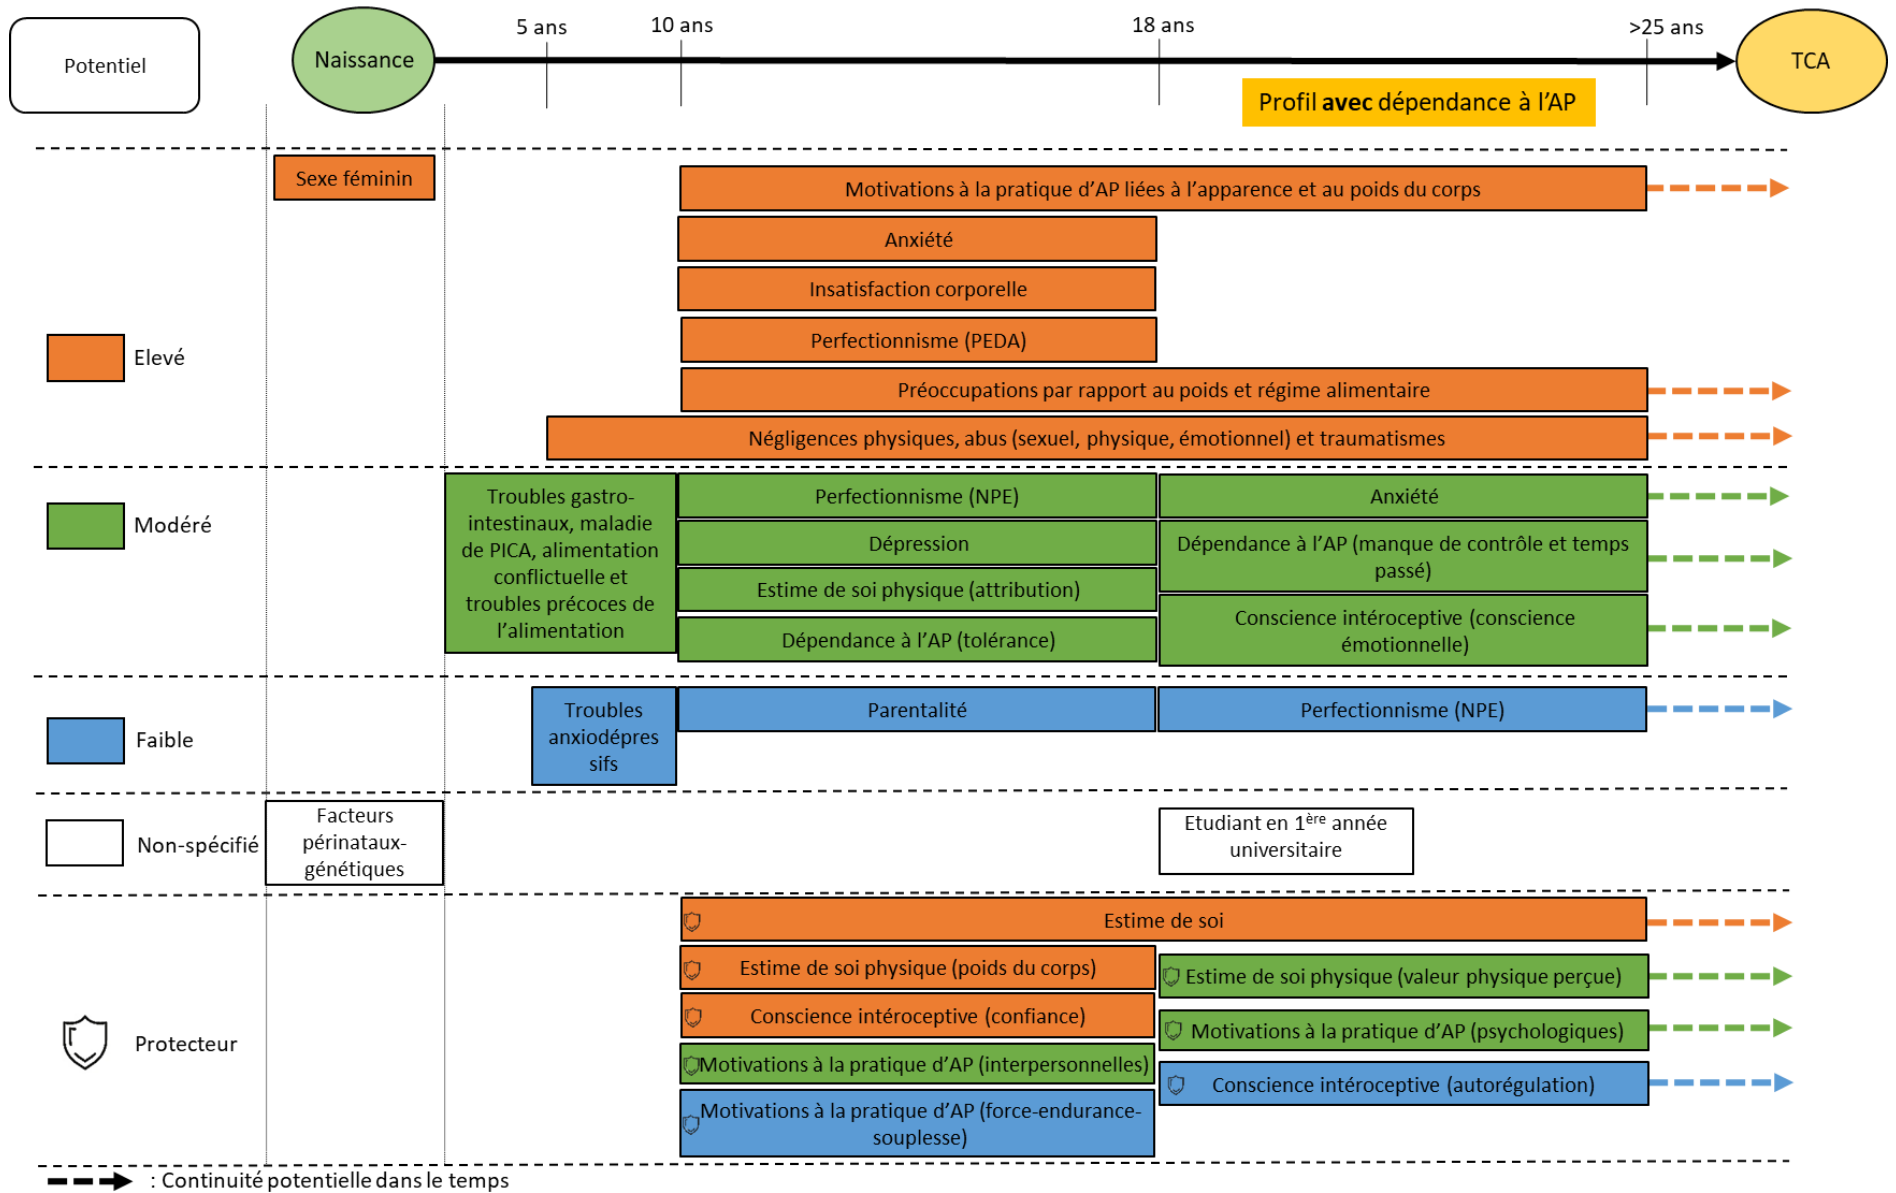 Potentiel
Naissance
5 ans
10 ans
18 ans
>25 ans
TCA
Profil avec dépendance à l'AP
Sexe féminin
Motivations à la pratique d'AP liées à l'apparence et au poids du corps
Anxiété
Insatisfaction corporelle
Perfectionnisme (PEDA)
Elevé
Préoccupations par rapport au poids et régime alimentaire
Négligences physiques, abus (sexuel, physique, émotionnel) et traumatismes
Modéré
Troubles gastro-
intestinaux, maladie
de PICA, alimentation
conflictuelle et
troubles précoces de
l'alimentation
Perfectionnisme (NPE)
Dépression
Estime de soi physique (attribution)
Dépendance à l'AP (tolérance)
Anxiété
Dépendance à l'AP (manque de contrôle et temps
passé)
Conscience intéroceptive (conscience
émotionnelle)
Faible
Troubles
anxiodépres
sifs
Parentalité
Perfectionnisme (NPE)
Non-spécifié
Facteurs
périnataux-
génétiques
Etudiant en 1ère année
universitaire
Protecteur
Estime de soi
Estime de soi physique (poids du corps)
Conscience intéroceptive (confiance)
Motivations à la pratique d'AP (interpersonnelles)
Motivations à la pratique d'AP (force-endurance-
souplesse)
Estime de soi physique (valeur physique perçue)
Motivations à la pratique d'AP (psychologiques)
Conscience intéroceptive (autorégulation)
: Continuité potentielle dans le temps